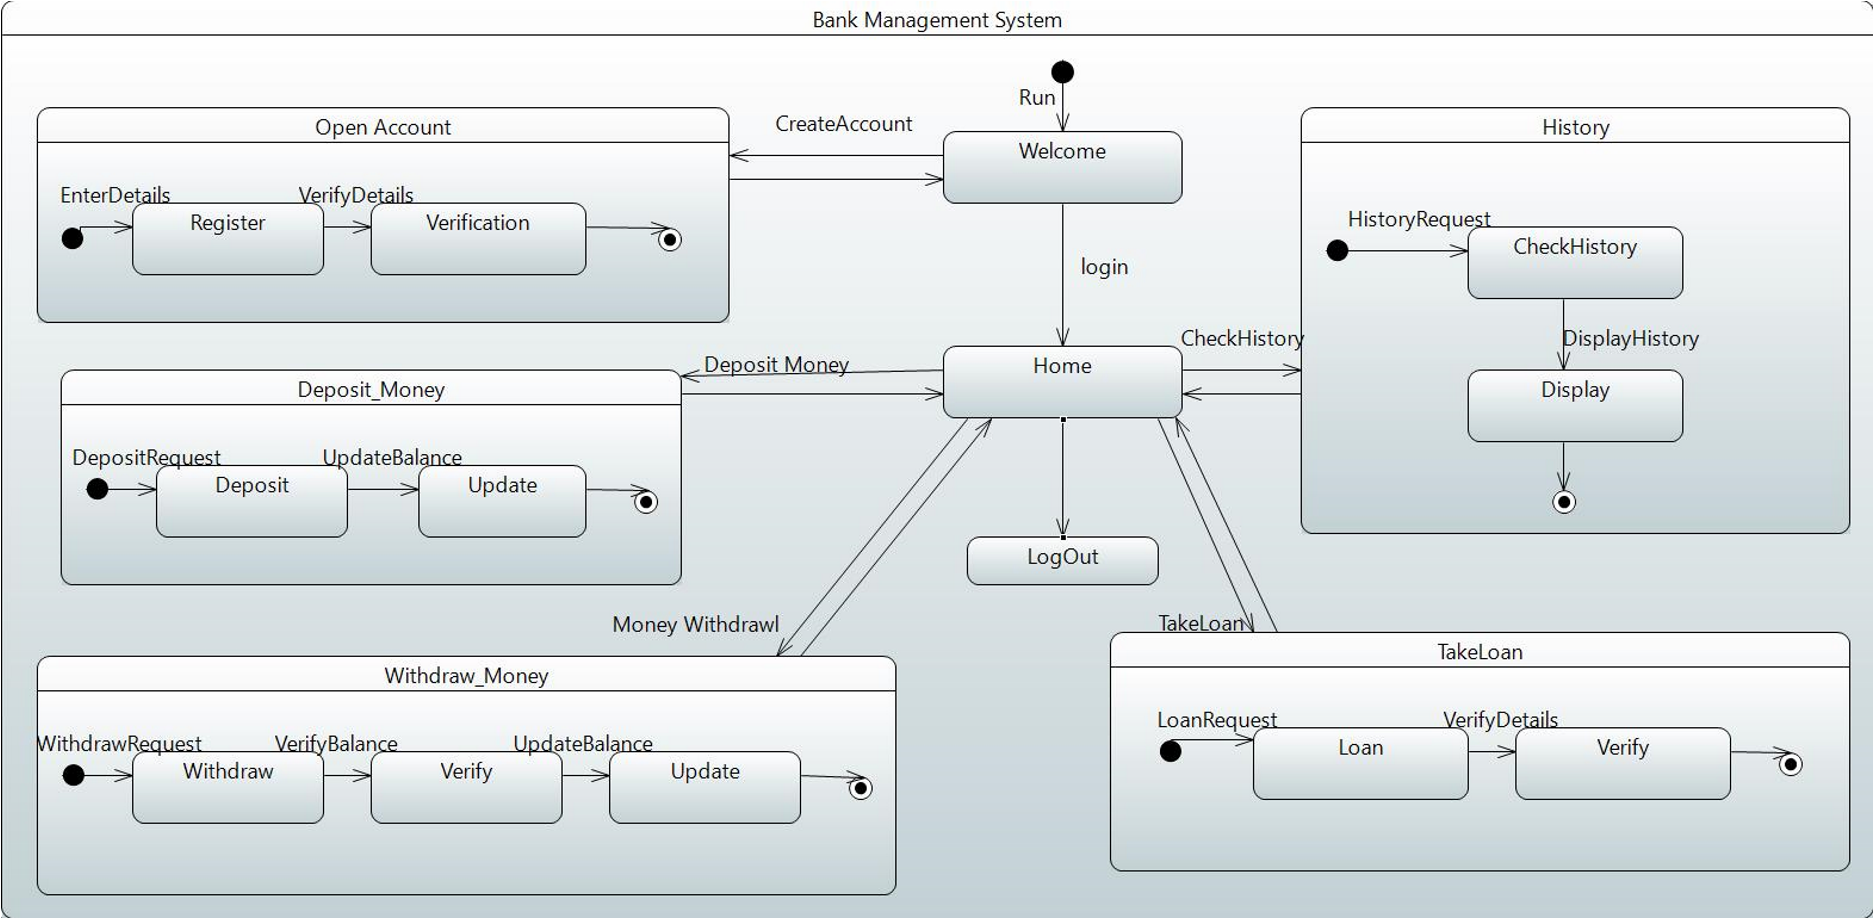 Bank Management System
Run
Welcome
CreateAccount
Open Account
EnterDetails
Register
VerifyDetails
Verification
login
History
HistoryRequest
CheckHistory
DisplayHistory
Display
Home
CheckHistory
Deposit Money
Deposit_Money
DepositRequest
Deposit
UpdateBalance
Update
LogOut
Money Withdrawl
Withdraw_Money
WithdrawRequest
Withdraw
VerifyBalance
Verify
UpdateBalance
Update
TakeLoan
TakeLoan
LoanRequest
Loan
VerifyDetails
Verify